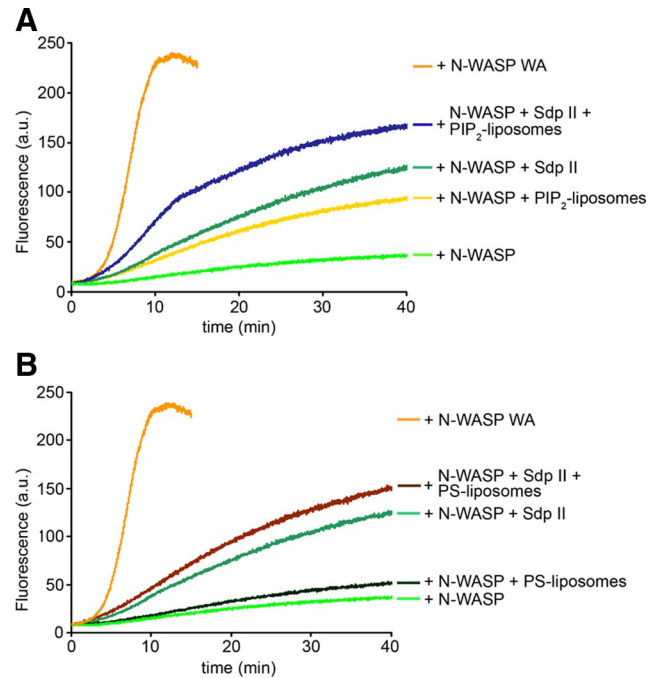 A
250
200
150
100
50
0
Fluorescence (a.u.)
0 10 20 30 40
time (min)
+ N-WASP WA
N-WASP + Sdp II +
+ PIP2-liposomes
+ N-WASP + Sdp II
+ N-WASP + PIP2-liposomes
+ N-WASP
B
250
200
150
100
50
0
Fluorescence (a.u.)
0 10 20 30 40
time (min)
+ N-WASP WA
N-WASP + Sdp II +
+ PS-liposomes
+ N-WASP + Sdp II
+ N-WASP + PS-liposomes
+ N-WASP